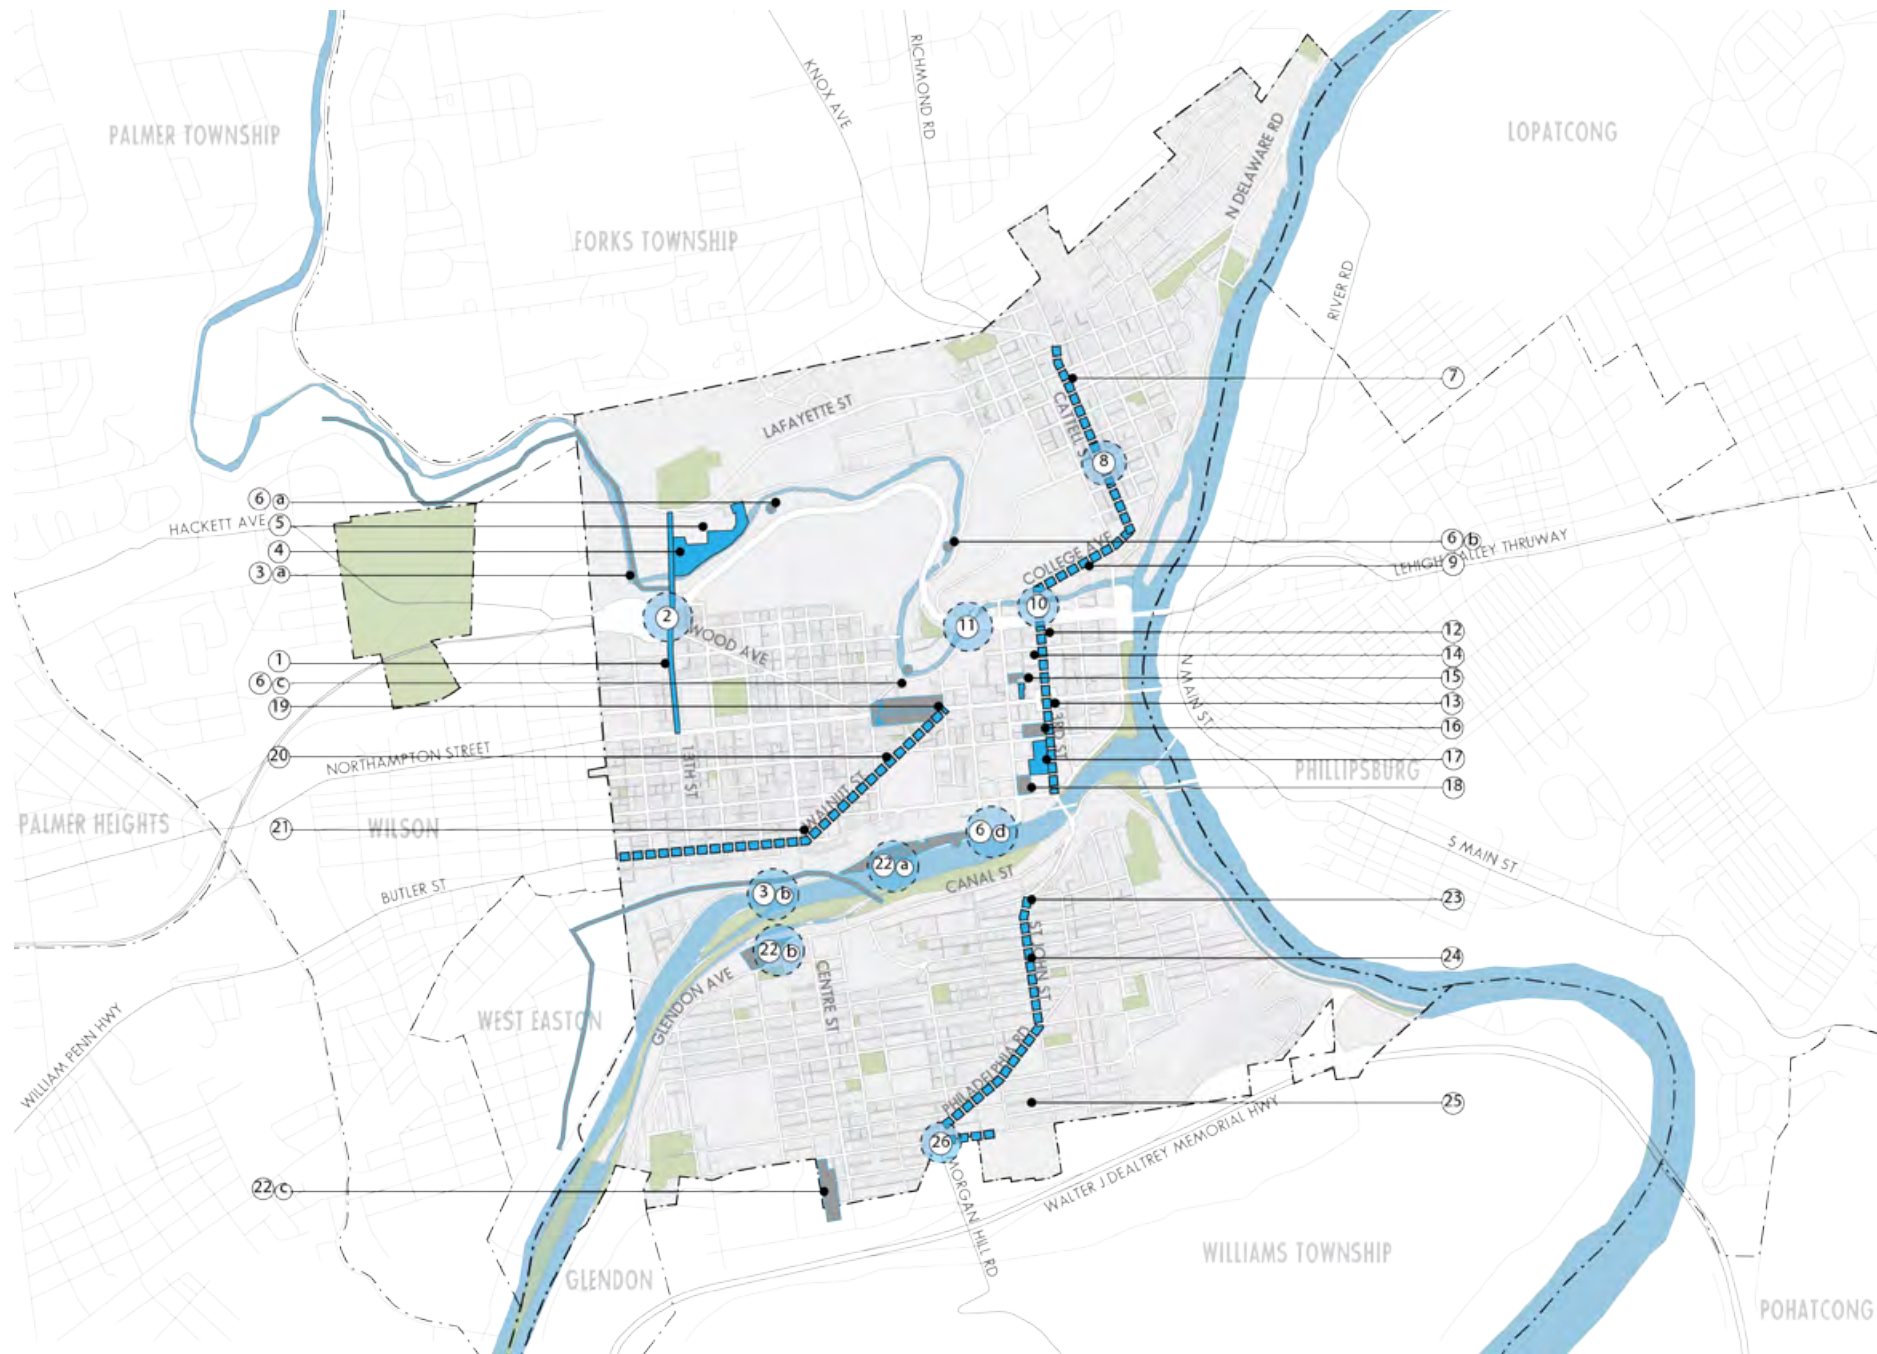 KNOX AVE
RICHMOND RD
PALMER TOWNSHIP
LOPATCONG
N DELAWARE RD
FORKS TOWNSHIP
RIVER RD
7
LAFAYETTE ST
CATTELL S
8
6 a
HACKETT AVE
5
4
3 a
6 b
9
LEHIGH VALLEY THRUWAY
COLLEGE AVE
10
2
11
WOOD AVE
12
14
1
6 c
15
N MAIN ST
19
13
16
3RD ST
20
NORTHAMPTON STREET
13TH ST
17
PHILLIPSBURG
18
WALNUT ST
PALMER HEIGHTS
WILSON
21
6 d
S MAIN ST
22 a
CANAL ST
BUTLER ST
3 b
23
22 b
ST JOHN ST
24
CENTRE ST
GLENDON AVE
WEST EASTON
WILLIAM PENN HWY
PHILADELPHIA RD
25
26
WALTER J DEALTREY MEMORIAL HWY
22 c
MORGAN HILL RD
WILLIAMS TOWNSHIP
GLENDON
POHATCONG